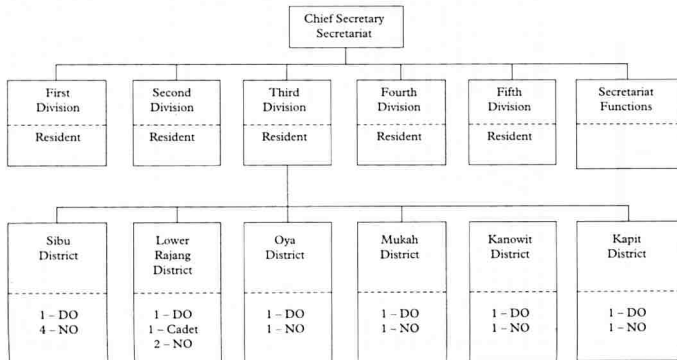 Chief Secretary
Secretariat
First
Division
Resident
Second
Division
Resident
Third
Division
Resident
Fourth
Division
Resident
Fifth
Division
Resident
Secretariat
Functions
Sibu
District
1 – DO
4 – NO
Lower
Rajang
District
1 – DO
1 – Cadet
2 – NO
Oya
District
1 – DO
1 – NO
Mukah
District
1 – DO
1 – NO
Kanowit
District
1 – DO
1 – NO
Kapit
District
1 – DO
1 – NO